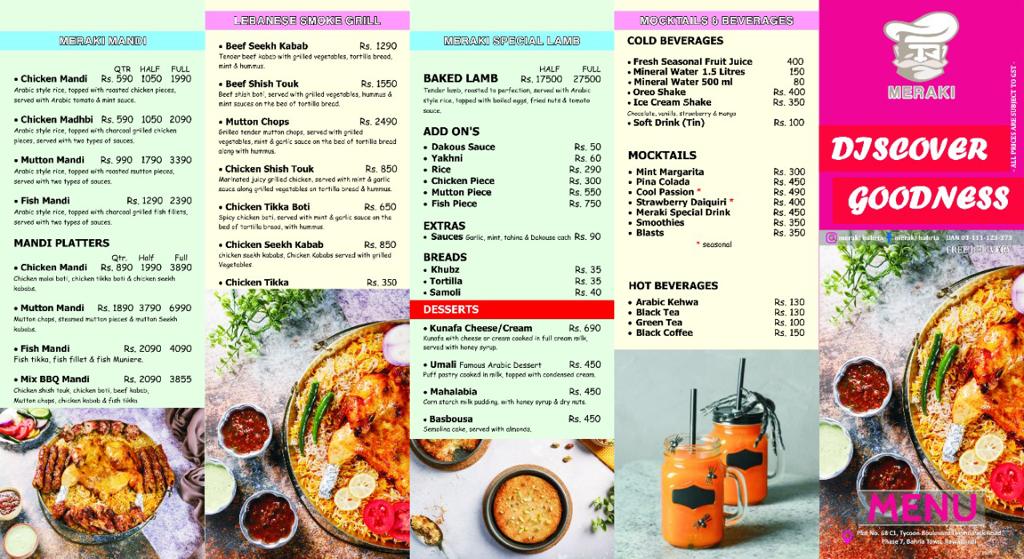 MERAKI MANDI
QTR HALF FULL
• Chicken Mandi Rs. 590 1050 1990
Arabic style rice, topped with roasted chicken pieces,
served with Arabic tomato & mint sauce.
• Chicken Madhbi Rs. 590 1050 2090
Arabic style rice, topped with charcoal grilled chicken
pieces, served with two types of sauces.
• Mutton Mandi Rs. 990 1790 3390
Arabic style rice, topped with roasted mutton pieces,
served with two types of sauces.
• Fish Mandi Rs. 1290 2390
Arabic style rice, topped with charcoal grilled fish fillets,
served with two types of sauces.
MANDI PLATTERS
Qtr. Half Full
• Chicken Mandi Rs. 890 1990 3890
Chicken malai boti, chicken tikka boti & chicken seekh
kababs.
• Mutton Mandi Rs. 1890 3790 6990
Mutton chops, steamed mutton pieces & mutton Seekh
kababs.
• Fish Mandi Rs. 2090 4090
Fish tikka, fish fillet & fish Muniere.
• Mix BBQ Mandi Rs. 2090 3855
Chicken shish touk, chicken boti, beef kabab,
Mutton chops, chicken kabab & fish tikka
LEBANESE SMOKE GRILL
• Beef Seekh Kabab Rs. 1290
Tender beef kabab with grilled vegetables, tortilla bread,
mint & hummus.
• Beef Shish Touk Rs. 1550
Beef shish boti, served with grilled vegetables, hummus &
mint sauces on the bed of tortilla bread.
• Mutton Chops Rs. 2490
Grilled tender mutton chops, served with grilled
vegetables, mint & garlic sauce on the bed of tortilla bread
along with hummus.
• Chicken Shish Touk Rs. 850
Marinated juicy grilled chicken, served with mint & garlic
sauce along grilled vegetables on tortilla bread & hummus.
• Chicken Tikka Boti Rs. 650
Spicy chicken boti, served with mint & garlic sauce on the
bed of tortilla bread, with hummus.
• Chicken Seekh Kabab Rs. 850
chicken seekh kababs, Chicken Kababs served with grilled
Vegetables
• Chicken Tikka Rs. 350
MERAKI SPECIAL LAMB
HALF FULL
BAKED LAMB Rs. 17500 27500
Tender lamb, roasted to perfection, served with Arabic
style rice, topped with boiled eggs, fried nuts & tomato
sauce.
ADD ON'S
• Dakous Sauce Rs. 50
• Yakhni Rs. 60
• Rice Rs. 290
• Chicken Piece Rs. 300
• Mutton Piece Rs. 550
• Fish Piece Rs. 750
EXTRAS
• Sauces Garlic, mint, tahina & Dakouse each Rs. 90
BREADS
• Khubz Rs. 35
• Tortilla Rs. 35
• Samoli Rs. 40
DESSERTS
• Kunafa Cheese/Cream Rs. 690
Kunafa with cheese or cream cooked in full cream milk,
served with honey syrup.
• Umali Famous Arabic Dessert Rs. 450
Puff pastry cooked in milk, topped with condensed cream.
• Mahalabia Rs. 450
Corn starch milk pudding, with honey syrup & dry nuts.
• Basbousa Rs. 450
Semolina cake, served with almonds.
MOCKTAILS & BEVERAGES
COLD BEVERAGES
• Fresh Seasonal Fruit Juice 400
• Mineral Water 1.5 Litres 150
• Mineral Water 500 ml 80
• Oreo Shake Rs. 400
• Ice Cream Shake Rs. 350
Chocolate, vanilla, strawberry & mango
• Soft Drink (Tin) Rs. 100
MOCKTAILS
• Mint Margarita Rs. 300
• Pina Colada Rs. 450
• Cool Passion * Rs. 490
• Strawberry Daiquiri * Rs. 400
• Meraki Special Drink Rs. 450
• Smoothies Rs. 350
• Blasts Rs. 350
* seasonal
HOT BEVERAGES
• Arabic Kehwa Rs. 130
• Black Tea Rs. 130
• Green Tea Rs. 100
• Black Coffee Rs. 150
MERAKI
- ALL PRICES ARE SUBJECT TO GST -
DISCOVER
GOODNESS
meraki bahria meraki bahria UAN 03-111-123-373
MENU
Plot No. 68 C1, Tycoon Boulevard
Phase 7, Bahria Town, Rawalpindi